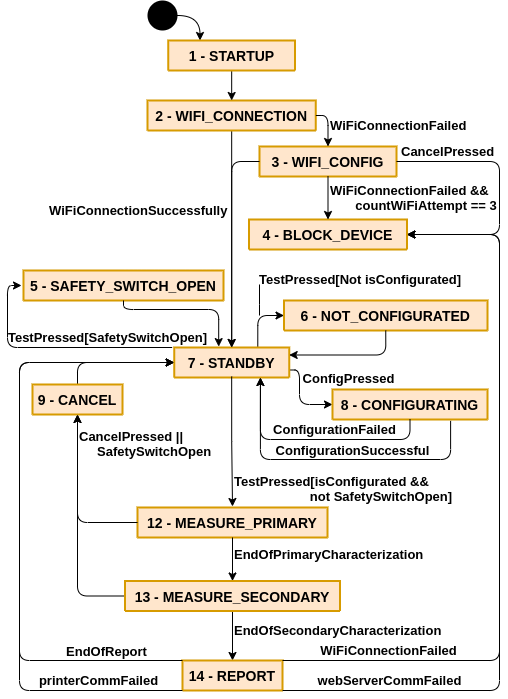 1 - STARTUP
2 - WIFI_CONNECTION
WiFiConnectionFailed
3 - WIFI_CONFIG
CancelPressed
WiFiConnectionFailed &&
countWiFiAttempt == 3
WiFiConnectionSuccessfully
4 - BLOCK_DEVICE
5 - SAFETY_SWITCH_OPEN
TestPressed[Not isConfigurated]
6 - NOT_CONFIGURATED
TestPressed[SafetySwitchOpen]
7 - STANDBY
ConfigPressed
9 - CANCEL
8 - CONFIGURATING
ConfigurationFailed
CancelPressed ||
SafetySwitchOpen
ConfigurationSuccessful
TestPressed[isConfigurated &&
not SafetySwitchOpen]
12 - MEASURE_PRIMARY
EndOfPrimaryCharacterization
13 - MEASURE_SECONDARY
EndOfSecondaryCharacterization
EndOfReport
WiFiConnectionFailed
14 - REPORT
printerCommFailed
webServerCommFailed